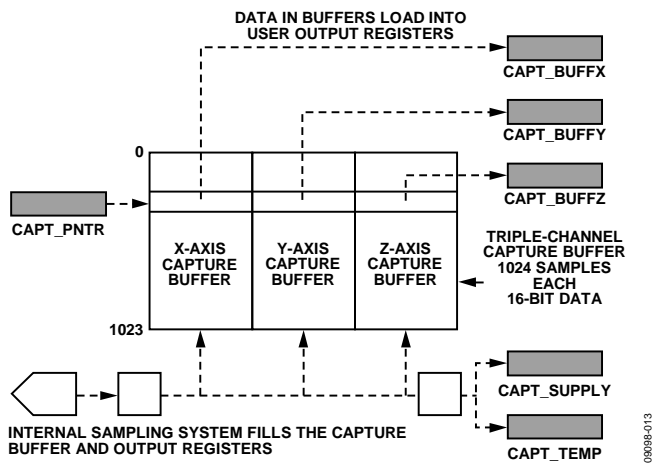 DATA IN BUFFERS LOAD INTO
USER OUTPUT REGISTERS
CAPT_BUFFX
CAPT_BUFFY
CAPT_BUFFZ
0
CAPT_PNTR
X-AXIS
CAPTURE
BUFFER
Y-AXIS
CAPTURE
BUFFER
Z-AXIS
CAPTURE
BUFFER
TRIPLE-CHANNEL
CAPTURE BUFFER
1024 SAMPLES
EACH
16-BIT DATA
1023
CAPT_SUPPLY
CAPT_TEMP
INTERNAL SAMPLING SYSTEM FILLS THE CAPTURE
BUFFER AND OUTPUT REGISTERS
09098-013